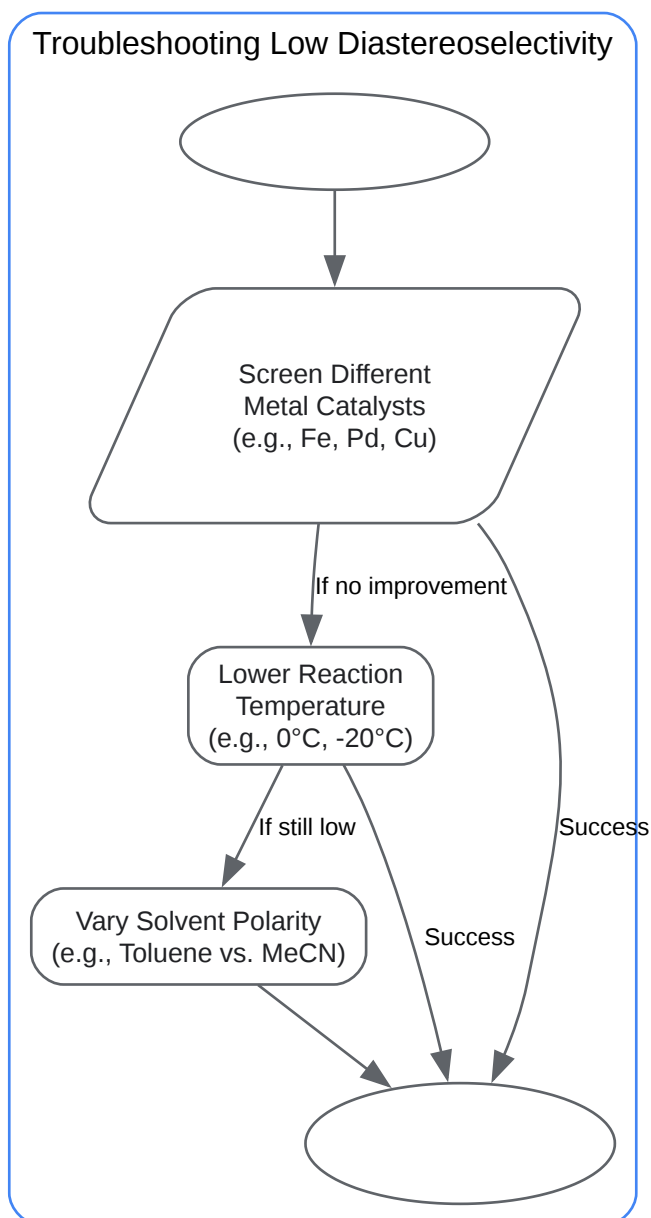 Troubleshooting Low Diastereoselectivity
Screen Different
Metal Catalysts
(e.g., Fe, Pd, Cu)
If no improvement
Lower Reaction
Temperature
(e.g., 0°C, -20°C)
If still low
Success
Vary Solvent Polarity
(e.g., Toluene vs. MeCN)
Success